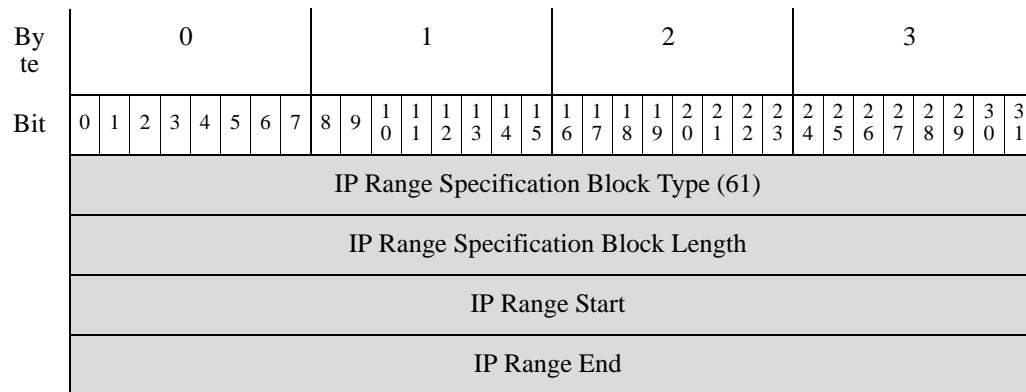 By
te
0 1 2 3
Bit 0 1 2 3 4 5 6 7 8 9 10 11 12 13 14 15 16 17 18 19 20 21 22 23 24 25 26 27 28 29 30 31
IP Range Specification Block Type (61)
IP Range Specification Block Length
IP Range Start
IP Range End